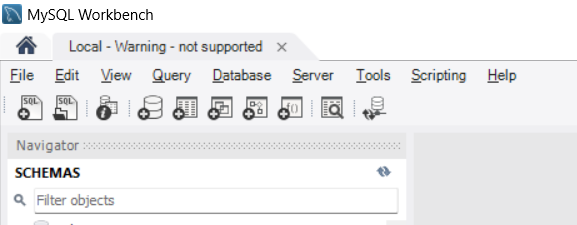 MySQL Workbench
Local - Warning - not supported
File Edit View Query Database Server Tools Scripting Help
SQL SQL f()
Navigator
SCHEMAS
Filter objects